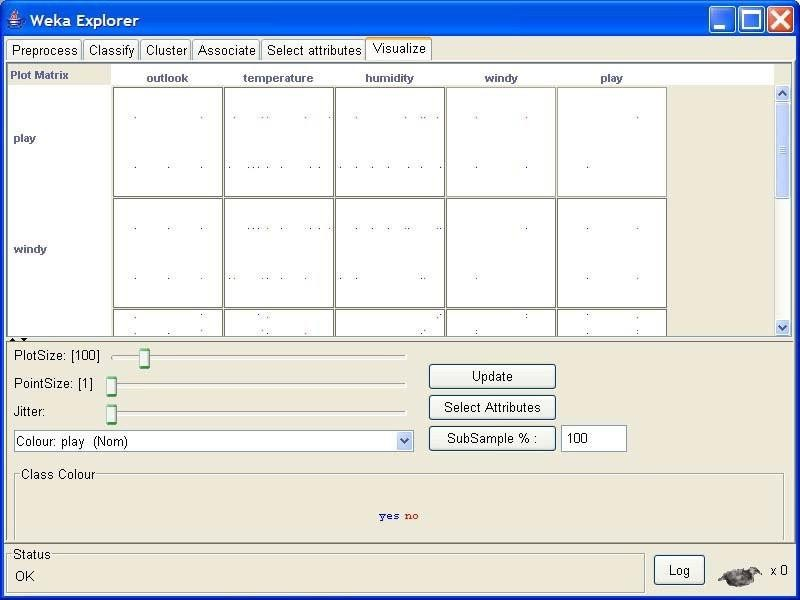 Weka Explorer
Preprocess Classify Cluster Associate Select attributes Visualize
Plot Matrix outlook temperature humidity windy play
play
windy
PlotSize: [100]
PointSize: [1]
Update
Jitter:
Select Attributes
Colour: play (Nom)
SubSample % : 100
Class Colour
yes no
Status
OK
Log
x 0